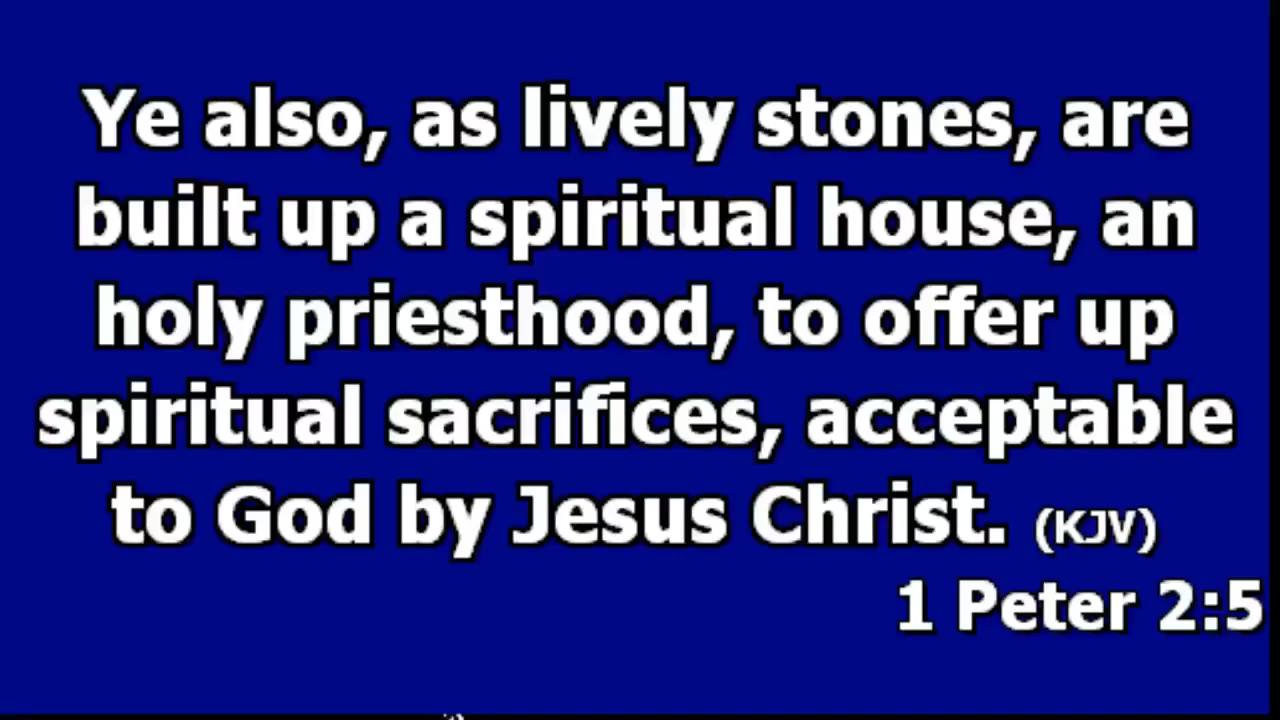 Ye also, as lively stones, are
built up a spiritual house, an
holy priesthood, to offer up
spiritual sacrifices, acceptable
to God by Jesus Christ. (KJV)
1 Peter 2:5